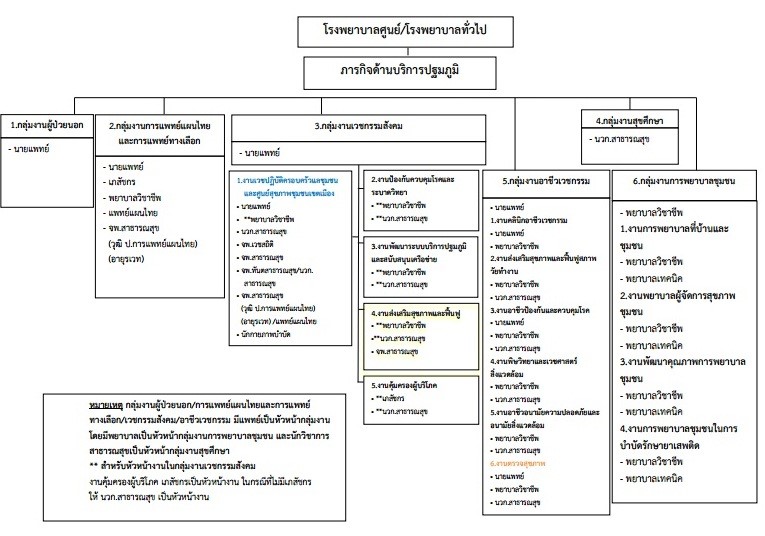 โรงพยาบาลศูนย์/โรงพยาบาลทั่วไป
ภารกิจด้านบริการปฐมภูมิ
1.กลุ่มงานผู้ป่วยนอก
- นายแพทย์
2.กลุ่มงานการแพทย์แผนไทย
และการแพทย์ทางเลือก
- นายแพทย์
- เภสัชกร
- พยาบาลวิชาชีพ
- แพทย์แผนไทย
- จพ.สาธารณสุข
(วุฒิ ป.การแพทย์แผนไทย)
(อายุรเวท)
3.กลุ่มงานเวชกรรมสังคม
- นายแพทย์
1.งานเวชปฏิบัติครอบครัวแลชุมชน
และศูนย์สุขภาพชุมชนเขตเมือง
• นายแพทย์
• **พยาบาลวิชาชีพ
• นวก.สาธารณสุข
• จพ.เวชสถิติ
• จพ.สาธารณสุข
• จพ.ทันตสาธารณสุข/นวก.
สาธารณสุข
• จพ.สาธารณสุข
(วุฒิ ป.การแพทย์แผนไทย)
(อายุรเวท) /แพทย์แผนไทย
• นักกายภาพบำบัด
2.งานป้องกันควบคุมโรคและ
ระบาดวิทยา
• **พยาบาลวิชาชีพ
• **นวก.สาธารณสุข
3.งานพัฒนาระบบบริการปฐมภูมิ
และสนับสนุนเครือข่าย
• **พยาบาลวิชาชีพ
• **นวก.สาธารณสุข
4.งานส่งเสริมสุขภาพและฟื้นฟู
• **พยาบาลวิชาชีพ
•**นวก.สาธารณสุข
• จพ.สาธารณสุข
5.งานคุ้มครองผู้บริโภค
• **เภสัชกร
• **นวก.สาธารณสุข
4.กลุ่มงานสุขศึกษา
- นวก.สาธารณสุข
5.กลุ่มงานอาชีวเวชกรรม
• นายแพทย์
1.งานคลินิกอาชีวเวชกรรม
• นายแพทย์
• พยาบาลวิชาชีพ
2.งานส่งเสริมสุขภาพและฟื้นฟูสภาพ
วัยทำงาน
• พยาบาลวิชาชีพ
• นวก.สาธารณสุข
3.งานอาชีวป้องกันและควบคุมโรค
• นายแพทย์
• พยาบาลวิชาชีพ
• นวก.สาธารณสุข
4.งานพิษวิทยาและเวชศาสตร์
สิ่งแวดล้อม
• พยาบาลวิชาชีพ
• นวก.สาธารณสุข
5.งานอาชีวอนามัยความปลอดภัยและ
อนามัยสิ่งแวดล้อม
• พยาบาลวิชาชีพ
• นวก.สาธารณสุข
6.งานตรวจสุขภาพ
• นายแพทย์
• พยาบาลวิชาชีพ
• นวก.สาธารณสุข
6.กลุ่มงานการพยาบาลชุมชน
- พยาบาลวิชาชีพ
1.งานการพยาบาลที่บ้านและ
ชุมชน
- พยาบาลวิชาชีพ
- พยาบาลเทคนิค
2.งานพยาบาลผู้จัดการสุขภาพ
ชุมชน
- พยาบาลวิชาชีพ
- พยาบาลเทคนิค
3.งานพัฒนาคุณภาพการพยาบาล
ชุมชน
- พยาบาลวิชาชีพ
- พยาบาลเทคนิค
4.งานการพยาบาลชุมชนในการ
บำบัดรักษายาเสพติด
- พยาบาลวิชาชีพ
- พยาบาลเทคนิค
หมายเหตุ กลุ่มงานผู้ป่วยนอก/การแพทย์แผนไทยและการแพทย์
ทางเลือก/เวชกรรมสังคม/อาชีวเวชกรรม มีแพทย์เป็นหัวหน้ากลุ่มงาน
โดยมีพยาบาลเป็นหัวหน้ากลุ่มงานการพยาบาลชุมชน และนักวิชาการ
สาธารณสุขเป็นหัวหน้ากลุ่มงานสุขศึกษา
** สำหรับหัวหน้างานในกลุ่มงานเวชกรรมสังคม
งานคุ้มครองผู้บริโภค เภสัชกรเป็นหัวหน้างาน ในกรณีที่ไม่มีเภสัชกร
ให้ นวก.สาธารณสุข เป็นหัวหน้างาน